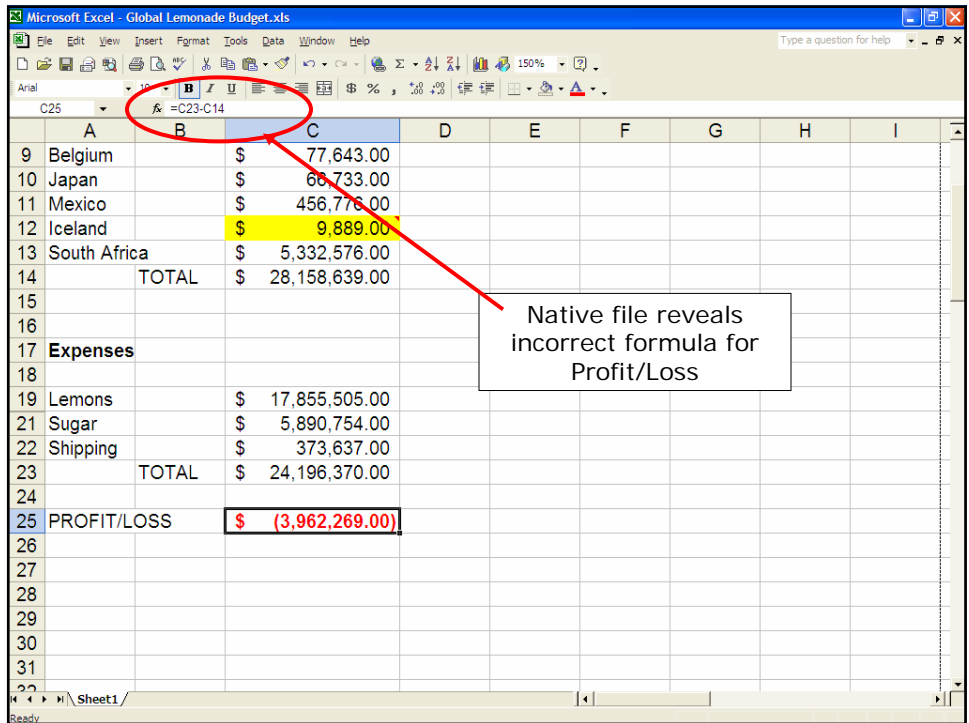 Microsoft Excel - Global Lemonade Budget.xls
File Edit View Insert Format Tools Data Window Help
Type a question for help
150%
Arial 10 B I U $ % ,
C25 fx =C23-C14
A B C D E F G H I
9 Belgium $ 77,643.00
10 Japan $ 66,733.00
11 Mexico $ 456,776.00
12 Iceland $ 9,889.00
13 South Africa $ 5,332,576.00
14 TOTAL $ 28,158,639.00
15
16
17 Expenses
18
19 Lemons $ 17,855,505.00
21 Sugar $ 5,890,754.00
22 Shipping $ 373,637.00
23 TOTAL $ 24,196,370.00
24
25 PROFIT/LOSS $ (3,962,269.00)
26
27
28
29
30
31
Native file reveals
incorrect formula for
Profit/Loss
Sheet1
Ready